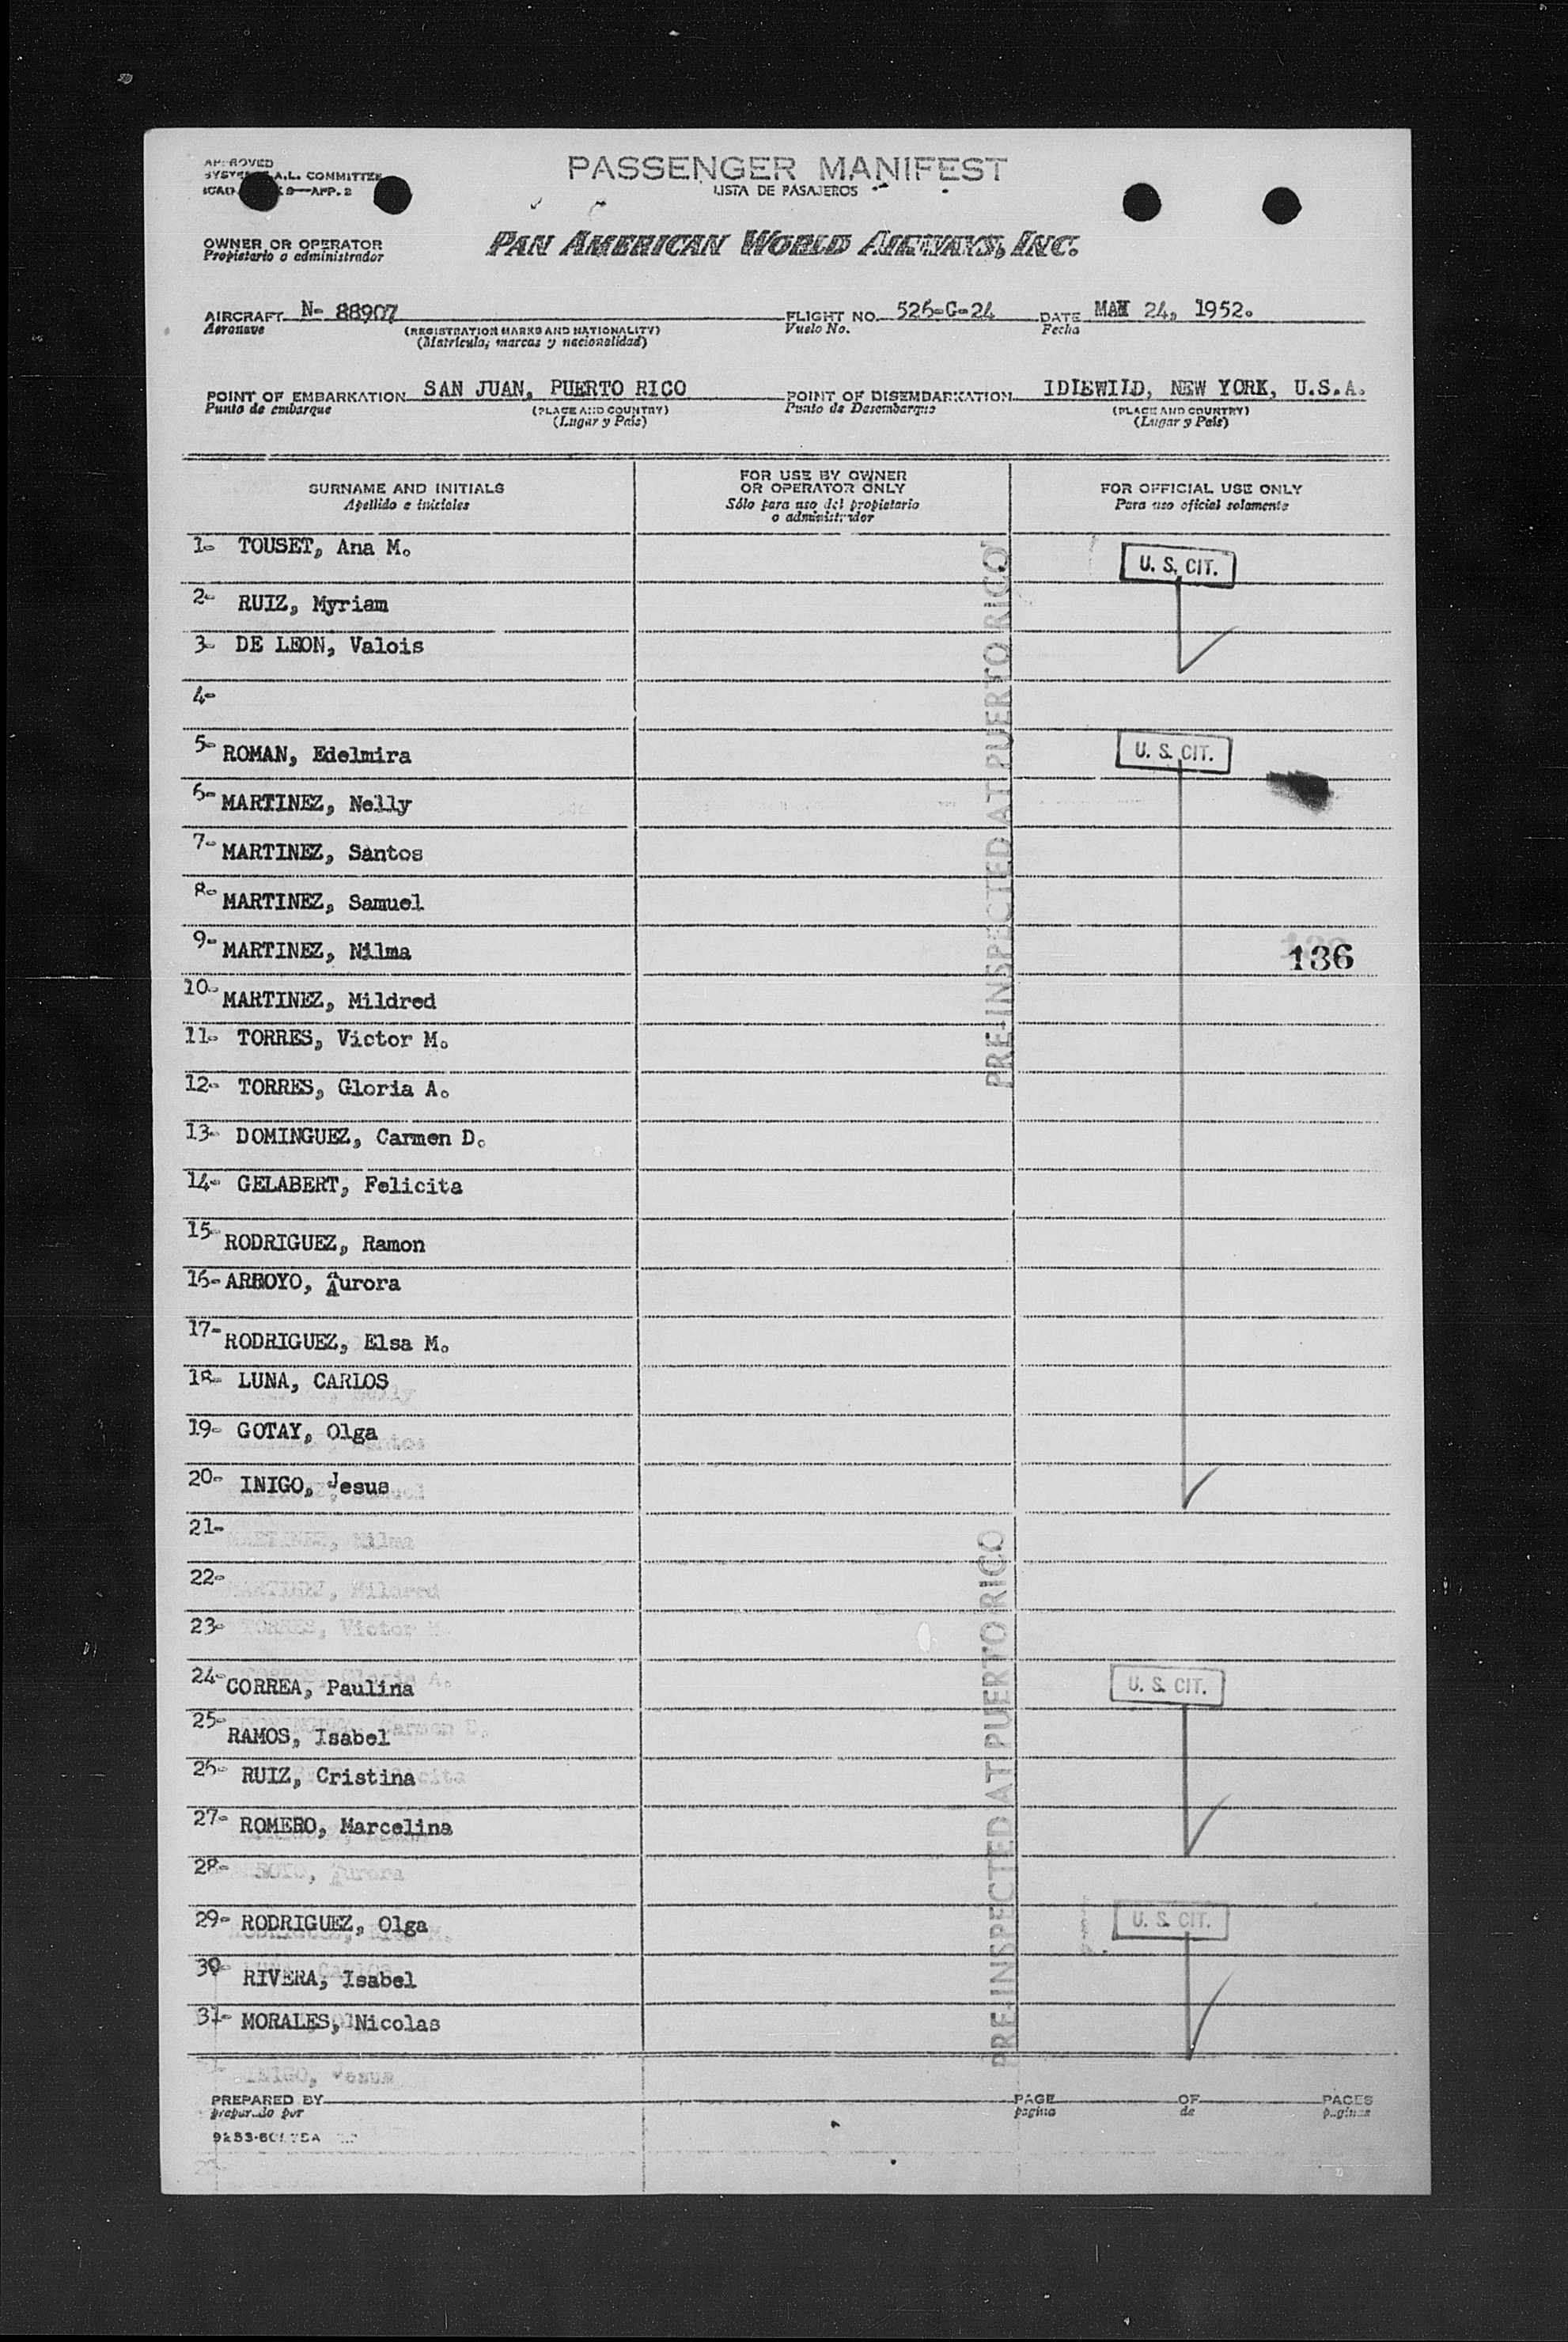 APPROVED
PASSENGER MANIFEST
A.L. COMMITTEE
LISTA DE PASAJEROS
9—APP. 2
OWNER OR OPERATOR
Propietario o administrador
PAN AMERICAN WORLD AIRWAYS, INC.
AIRCRAFT N- 88907 FLIGHT NO. 526-G-24 DATE 24, 1952.
Aeronave (REGISTRATION MARKS AND NATIONALITY) Vuelo No. Fecha
(Matrícula, marcas y nacionalidad)
POINT OF EMBARKATION SAN JUAN, PUERTO RICO POINT OF DISEMBARKATION IDIEWILD, NEW YORK, U.S.A.
Punto de embarque (PLACE AND COUNTRY) Punto de Desembarque (PLACE AND COUNTRY)
(Lugar y País) (Lugar y País)
SURNAME AND INITIALS FOR USE BY OWNER OR OPERATOR ONLY FOR OFFICIAL USE ONLY
Apellido e iniciales Sólo para uso del propietario o administrador Para uso oficial solamente
1- TOUSET, Ana M. U. S. CIT.
2- RUIZ, Myriam
3- DE LEON, Valois
4-
5- ROMAN, Edelmira U. S. CIT.
6- MARTINEZ, Nelly
7- MARTINEZ, Santos
8- MARTINEZ, Samuel
9- MARTINEZ, Nilma 136
10- MARTINEZ, Mildred
11- TORRES, Victor M.
12- TORRES, Gloria A.
PRE-INSPECTED AT PUERTO RICO
13- DOMINGUEZ, Carmen D.
14- GELABERT, Felicita
15- RODRIGUEZ, Ramon
16- ARROYO, Aurora
17- RODRIGUEZ, Elsa M.
18- LUNA, CARLOS
19- GOTAY, Olga
20- INIGO, Jesus
21-
22-
23-
24- CORREA, Paulina U. S. CIT.
25- RAMOS, Isabel
26- RUIZ, Cristina
27- ROMERO, Marcelina
28-
29- RODRIGUEZ, Olga U. S. CIT.
30- RIVERA, Isabel
31- MORALES, Nicolas
PRE-INSPECTED AT PUERTO RICO
PREPARED BY PAGE OF PAGES
preparado por página de páginas